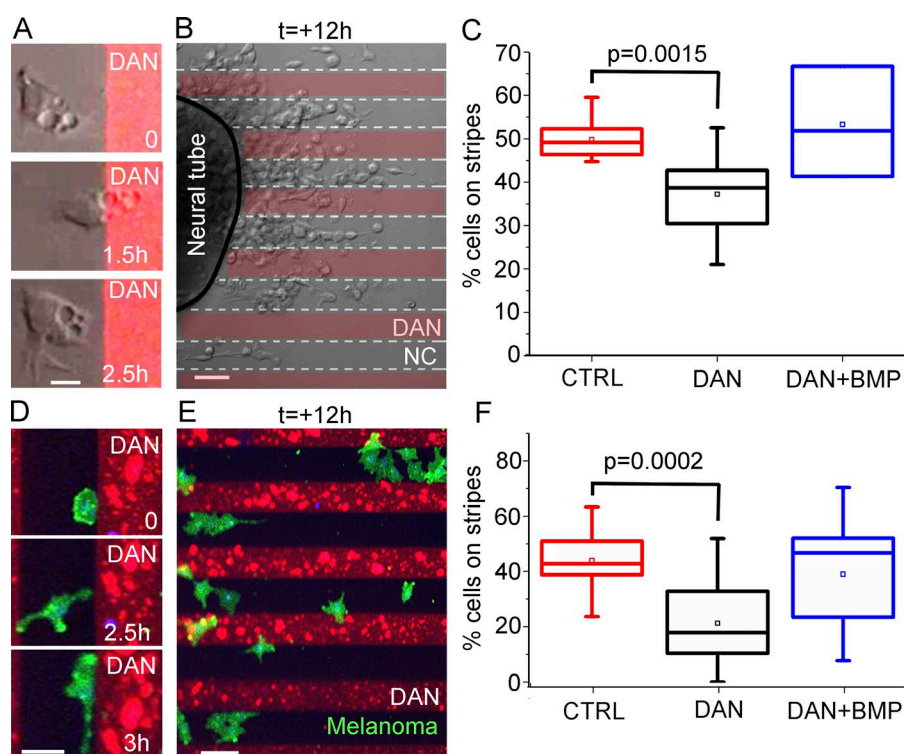 A
DAN
0
DAN
1.5h
DAN
2.5h
B
t=+12h
Neural tube
DAN
NC
C
% cells on stripes
70
60
50
40
30
20
10
0
p=0.0015
CTRL
DAN
DAN+BMP
D
DAN
0
DAN
2.5h
DAN
3h
E
t=+12h
DAN
Melanoma
F
% cells on stripes
80
60
40
20
0
p=0.0002
CTRL
DAN
DAN+BMP